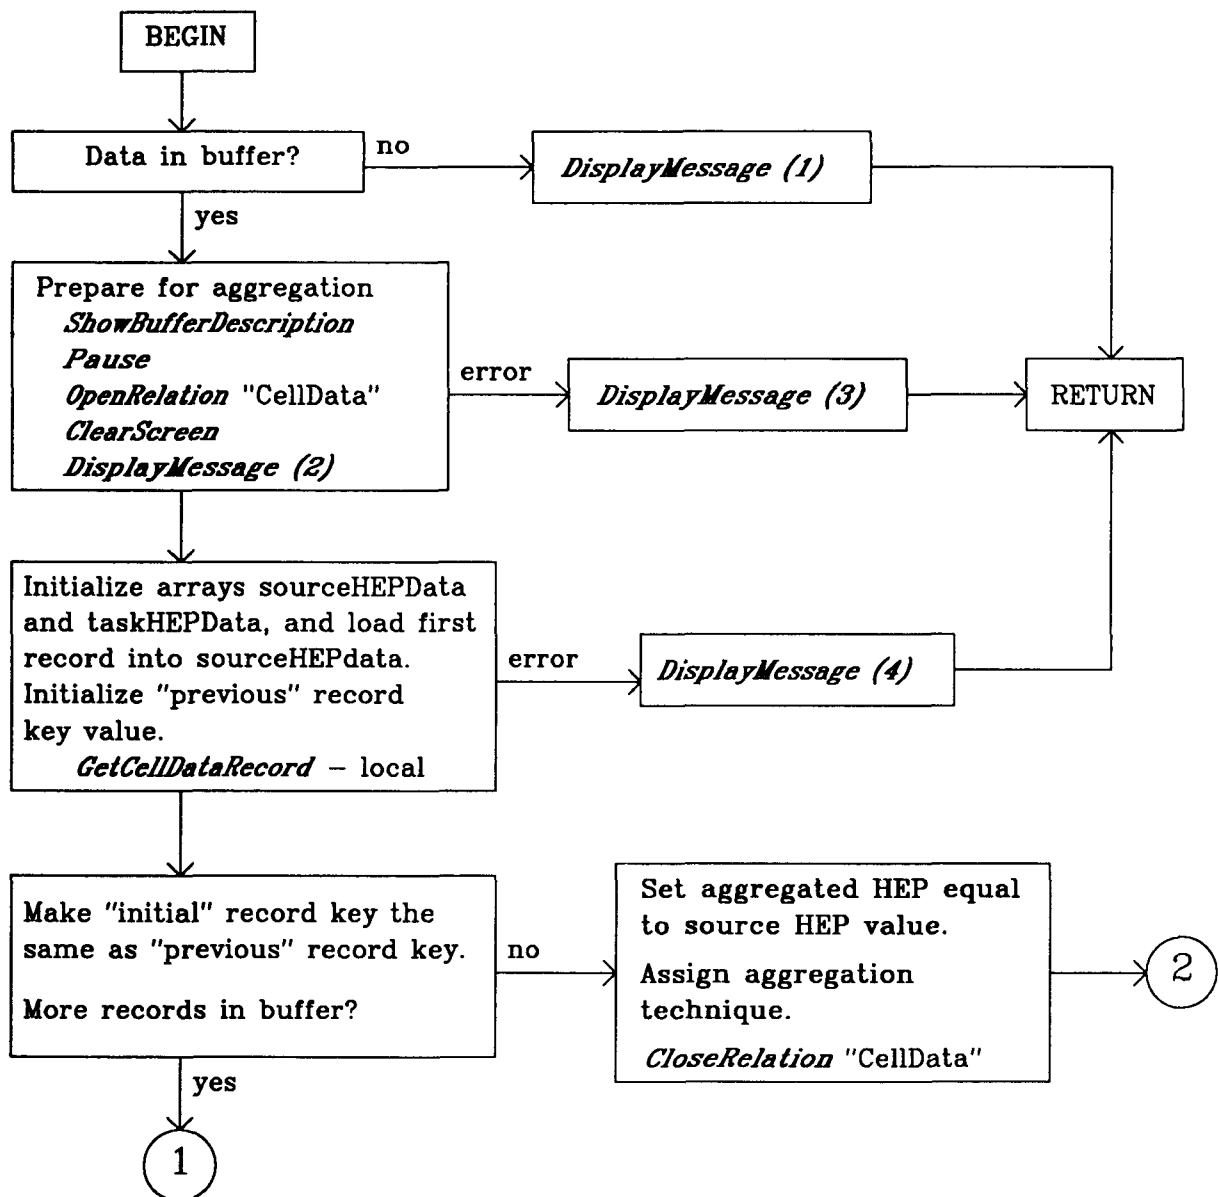 BEGIN
Data in buffer?
no
DisplayMessage (1)
yes
Prepare for aggregation
ShowBufferDescription
Pause
OpenRelation "CellData"
ClearScreen
DisplayMessage (2)
error
DisplayMessage (3)
RETURN
Initialize arrays sourceHEPData
and taskHEPData, and load first
record into sourceHEPdata.
Initialize "previous" record
key value.
GetCellDataRecord – local
error
DisplayMessage (4)
Make "initial" record key the
same as "previous" record key.
More records in buffer?
no
Set aggregated HEP equal
to source HEP value.
Assign aggregation
technique.
CloseRelation "CellData"
2
yes
1